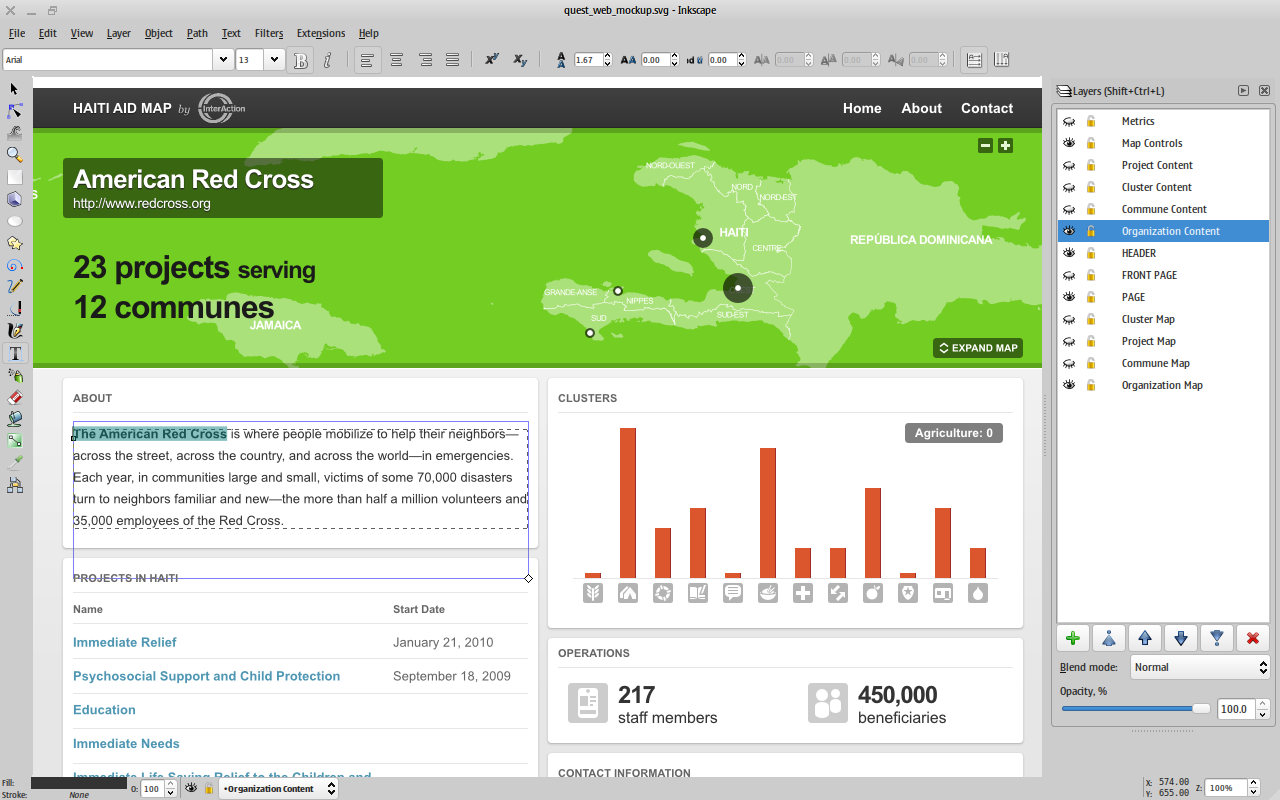 quest_web_mockup.svg - Inkscape
File Edit View Layer Object Path Text Filters Extensions Help
Arial 13 1.67 0.00 0.00 0.00 0.00 0.00
Layers (Shift+Ctrl+L)
HAITI AID MAP by InterAction Home About Contact
American Red Cross
http://www.redcross.org
23 projects serving
12 communes
S
JAMAICA
NORD-OUEST
NORD
NORD-EST
HAITI
CENTRE
REPÚBLICA DOMINICANA
GRANDE-ANSE
NIPPES
SUD
SUD-EST
EXPAND MAP
ABOUT
The American Red Cross is where people mobilize to help their neighbors—
across the street, across the country, and across the world—in emergencies.
Each year, in communities large and small, victims of some 70,000 disasters
turn to neighbors familiar and new—the more than half a million volunteers and
35,000 employees of the Red Cross.
PROJECTS IN HAITI
Name Start Date
Immediate Relief January 21, 2010
Psychosocial Support and Child Protection September 18, 2009
Education
Immediate Needs
Immediate Life Saving Relief to the Children and
CLUSTERS
Agriculture: 0
OPERATIONS
217
staff members
450,000
beneficiaries
CONTACT INFORMATION
Metrics
Map Controls
Project Content
Cluster Content
Commune Content
Organization Content
HEADER
FRONT PAGE
PAGE
Cluster Map
Project Map
Commune Map
Organization Map
Blend mode: Normal
Opacity, %
100.0
Fill:
Stroke: None
O: 100
•Organization Content
X: 574.00
Y: 655.00
Z: 100%